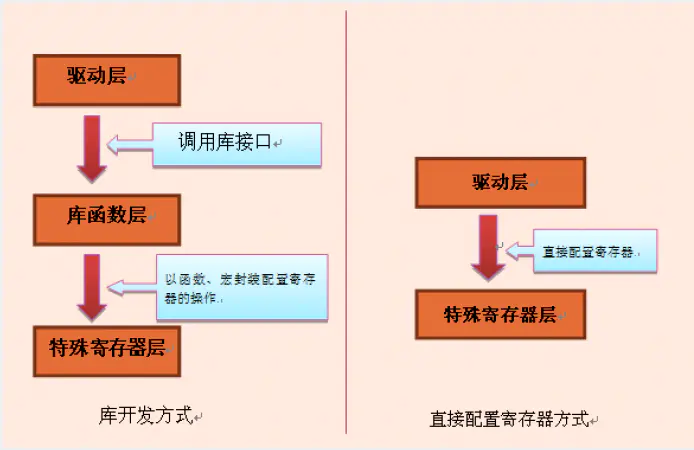 驱动层
调用库接口
库函数层
以函数、宏封装配置寄存
器的操作.
特殊寄存器层
库开发方式
驱动层
直接配置寄存器.
特殊寄存器层
直接配置寄存器方式